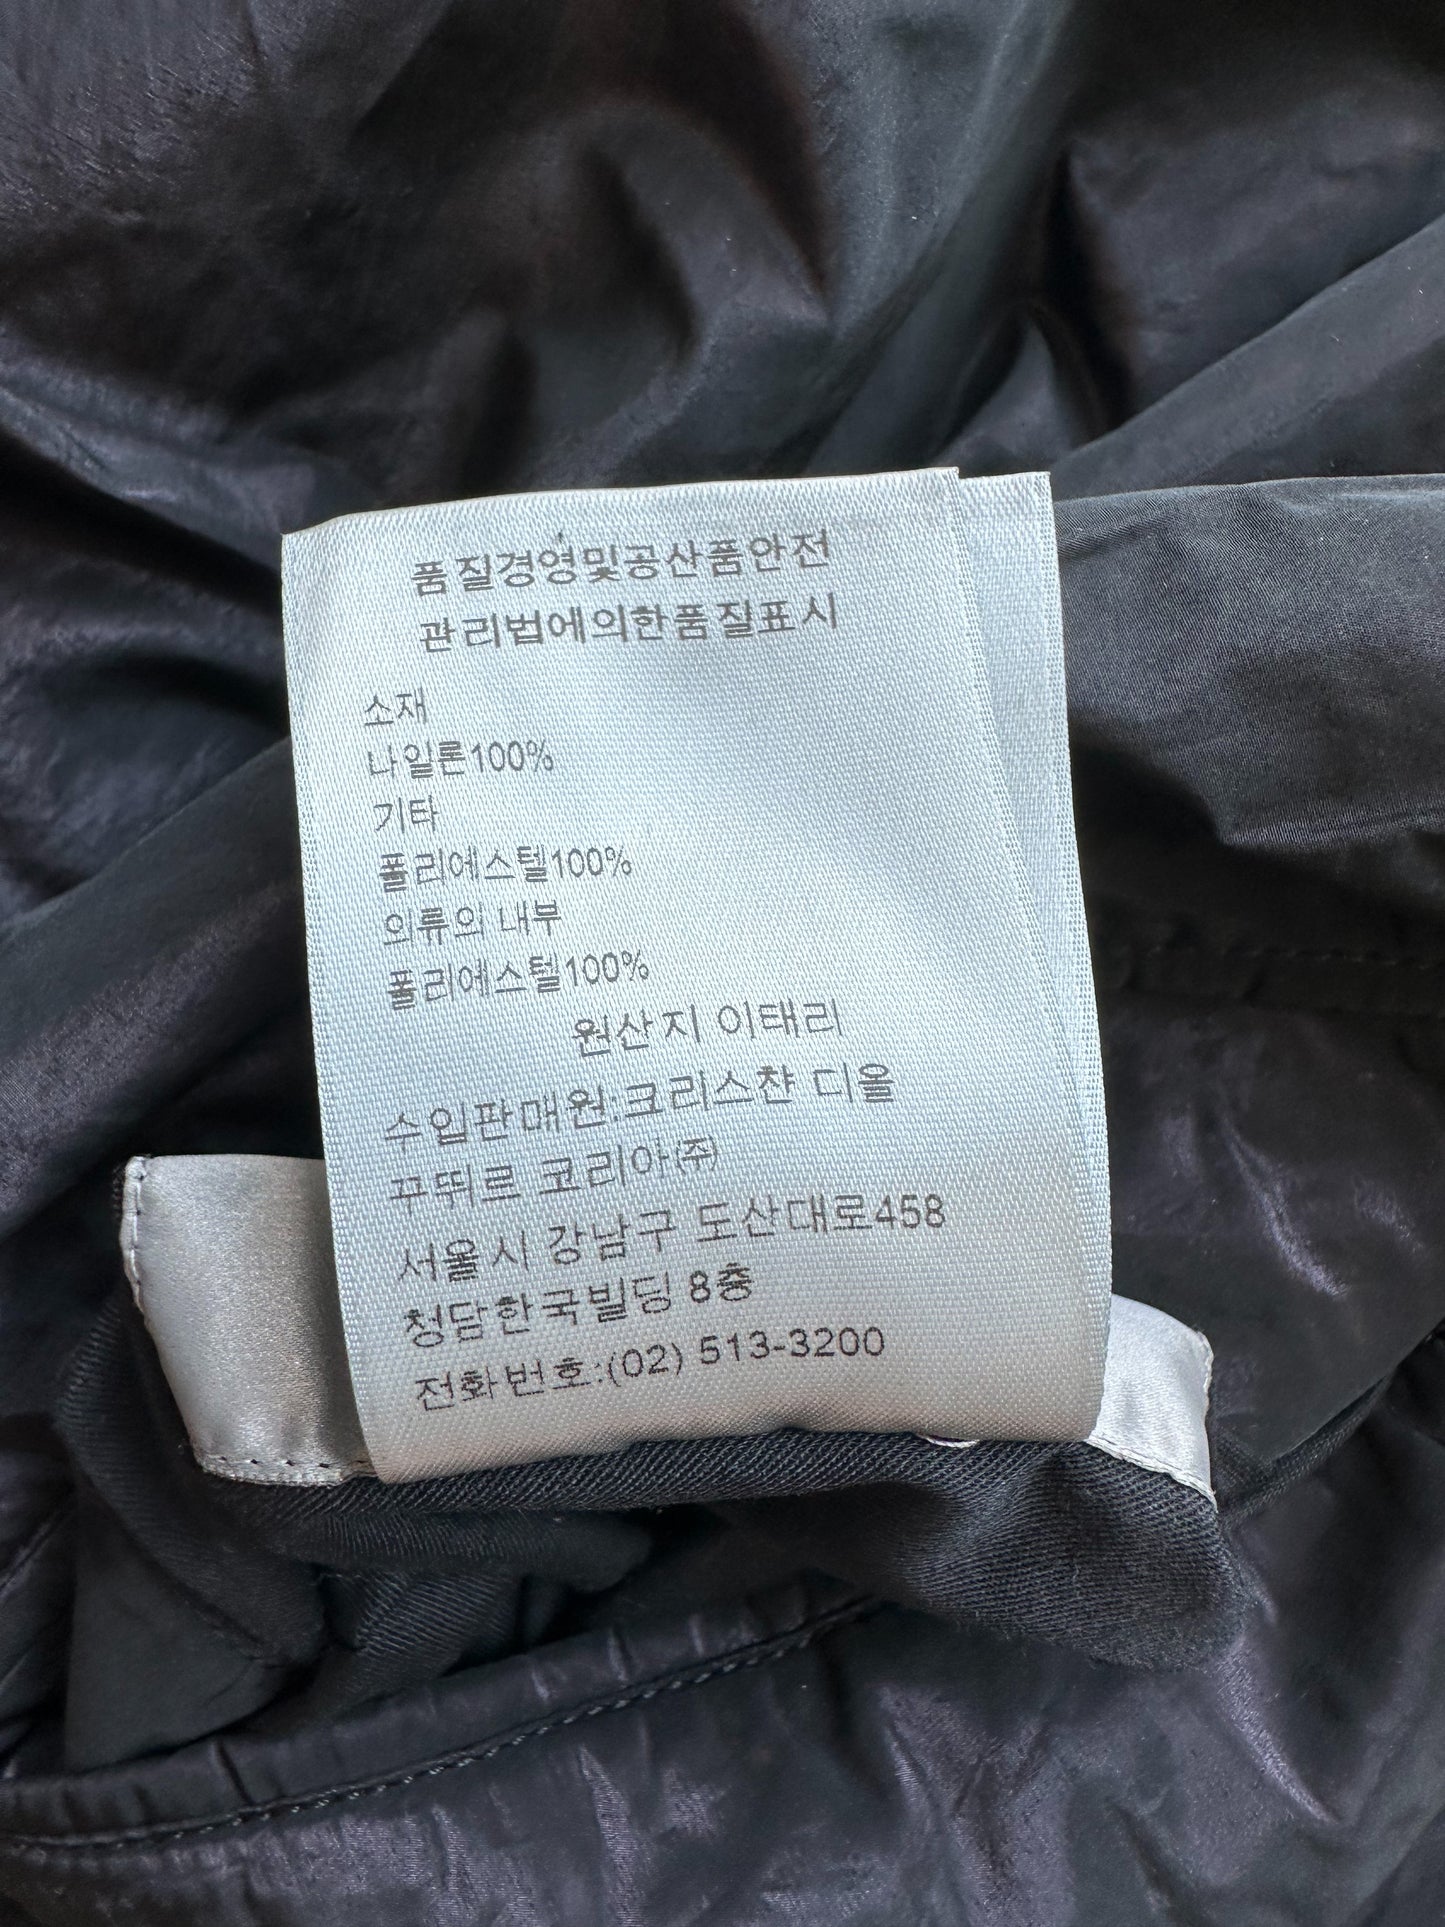 품질경영및공산품안전
관리법에의한품질표시
소재
나일론100%
기타
폴리에스텔100%
의류의 내부
폴리에스텔100%
원산지 이태리
수입판매원:크리스챤 디올
꾸뛰르 코리아(주)
서울시 강남구 도산대로458
청담한국빌딩 8층
전화번호:(02) 513-3200